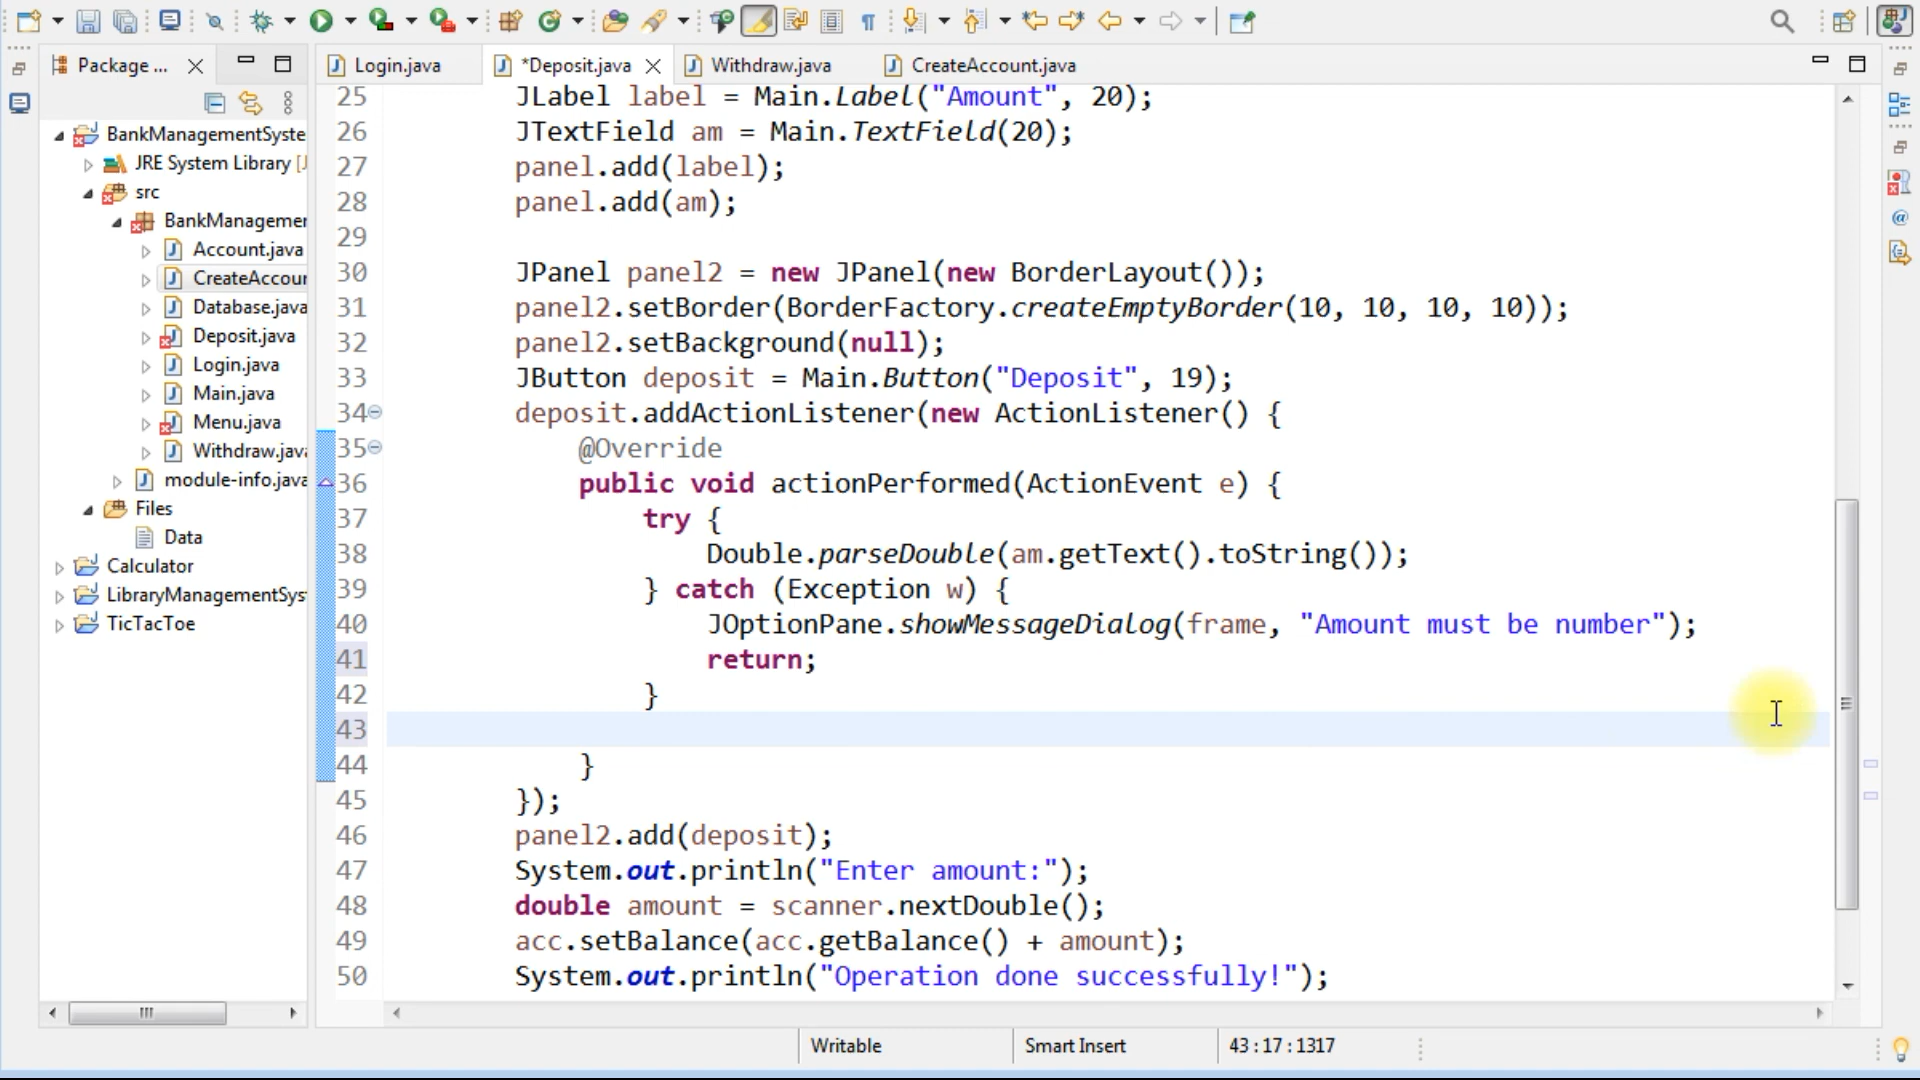 Package ...
Login.java
*Deposit.java
Withdraw.java
CreateAccount.java
BankManagementSyste
JRE System Library [J
src
BankManagemer
Account.java
CreateAccour
Database.java
Deposit.java
Login.java
Main.java
Menu.java
Withdraw.java
module-info.java
Files
Data
Calculator
LibraryManagementSys
TicTacToe
25 JLabel label = Main.Label("Amount", 20);
26 JTextField am = Main.TextField(20);
27 panel.add(label);
28 panel.add(am);
29
30 JPanel panel2 = new JPanel(new BorderLayout());
31 panel2.setBorder(BorderFactory.createEmptyBorder(10, 10, 10, 10));
32 panel2.setBackground(null);
33 JButton deposit = Main.Button("Deposit", 19);
34 deposit.addActionListener(new ActionListener() {
35 @Override
36 public void actionPerformed(ActionEvent e) {
37 try {
38 Double.parseDouble(am.getText().toString());
39 } catch (Exception w) {
40 JOptionPane.showMessageDialog(frame, "Amount must be number");
41 return;
42 }
43
44 }
45 });
46 panel2.add(deposit);
47 System.out.println("Enter amount:");
48 double amount = scanner.nextDouble();
49 acc.setBalance(acc.getBalance() + amount);
50 System.out.println("Operation done successfully!");
Writable
Smart Insert
43 : 17 : 1317